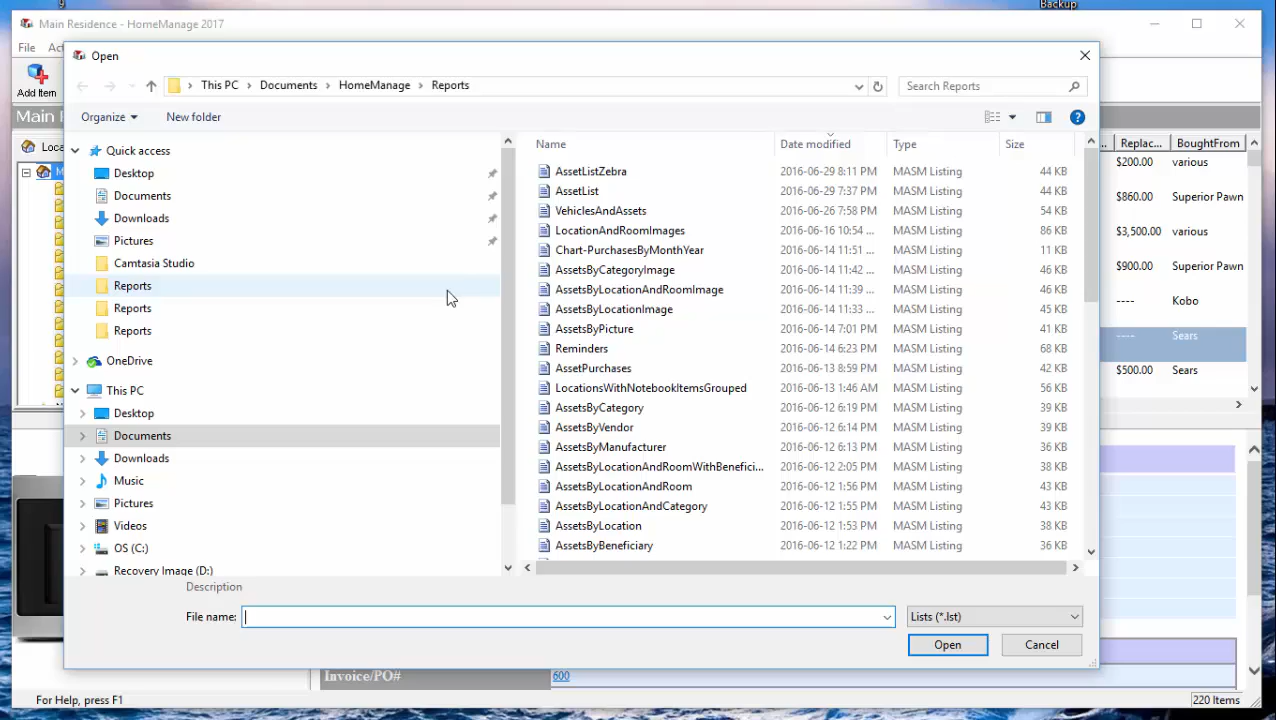 9
Backup
Main Residence - HomeManage 2017
File Ac
Add Item
Main R
Loc
M
Open
This PC Documents HomeManage Reports
Search Reports
Organize New folder
Quick access
Desktop
Documents
Downloads
Pictures
Camtasia Studio
Reports
Reports
Reports
OneDrive
This PC
Desktop
Documents
Downloads
Music
Pictures
Videos
OS (C:)
Recovery Image (D:)
Name Date modified Type Size
AssetListZebra 2016-06-29 8:11 PM MASM Listing 44 KB
AssetList 2016-06-29 7:37 PM MASM Listing 44 KB
VehiclesAndAssets 2016-06-26 7:58 PM MASM Listing 54 KB
LocationAndRoomImages 2016-06-16 10:54 ... MASM Listing 86 KB
Chart-PurchasesByMonthYear 2016-06-14 11:51 ... MASM Listing 11 KB
AssetsByCategoryImage 2016-06-14 11:42 ... MASM Listing 46 KB
AssetsByLocationAndRoomImage 2016-06-14 11:39 ... MASM Listing 46 KB
AssetsByLocationImage 2016-06-14 11:33 ... MASM Listing 45 KB
AssetsByPicture 2016-06-14 7:01 PM MASM Listing 41 KB
Reminders 2016-06-14 6:23 PM MASM Listing 68 KB
AssetPurchases 2016-06-13 8:59 PM MASM Listing 42 KB
LocationsWithNotebookItemsGrouped 2016-06-13 1:46 AM MASM Listing 56 KB
AssetsByCategory 2016-06-12 6:19 PM MASM Listing 39 KB
AssetsByVendor 2016-06-12 6:14 PM MASM Listing 39 KB
AssetsByManufacturer 2016-06-12 6:13 PM MASM Listing 36 KB
AssetsByLocationAndRoomWithBenefici... 2016-06-12 2:05 PM MASM Listing 38 KB
AssetsByLocationAndRoom 2016-06-12 1:56 PM MASM Listing 43 KB
AssetsByLocationAndCategory 2016-06-12 1:55 PM MASM Listing 43 KB
AssetsByLocation 2016-06-12 1:53 PM MASM Listing 38 KB
AssetsByBeneficiary 2016-06-12 1:22 PM MASM Listing 36 KB
Description
File name: Lists (*.lst)
Open Cancel
.. Replac... BoughtFrom
$200.00 various
$860.00 Superior Pawn
$3,500.00 various
$900.00 Superior Pawn
---- Kobo
---- Sears
$500.00 Sears
Invoice/PO# 600
For Help, press F1 220 Items